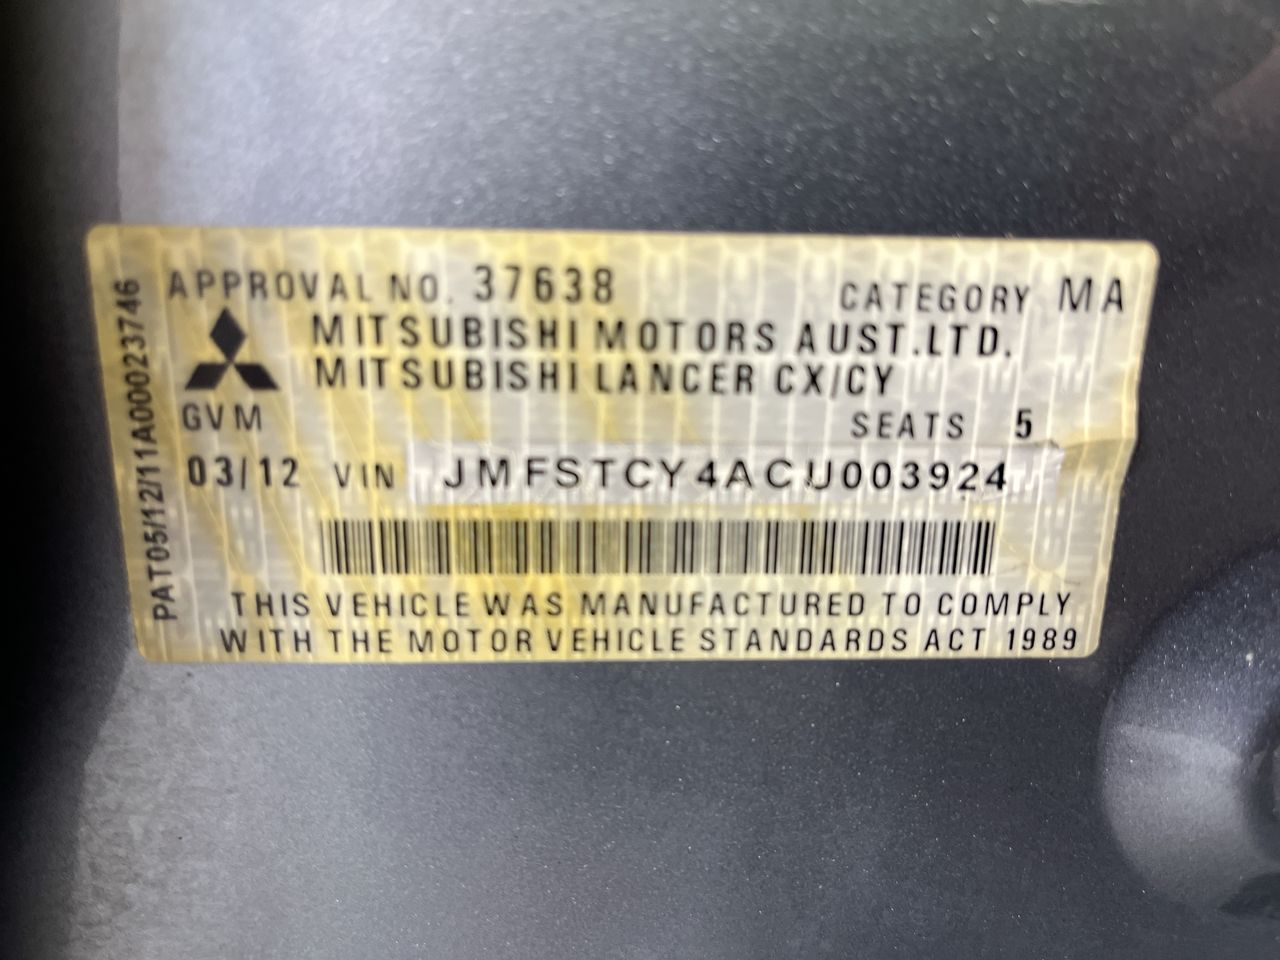 APPROVAL NO. 37638 CATEGORY MA
MITSUBISHI MOTORS AUST.LTD.
MITSUBISHI LANCER CX/CY
GVM SEATS 5
03/12 VIN JMFSTCY4ACU003924
THIS VEHICLE WAS MANUFACTURED TO COMPLY
WITH THE MOTOR VEHICLE STANDARDS ACT 1989
PAT05/12/11A000023746